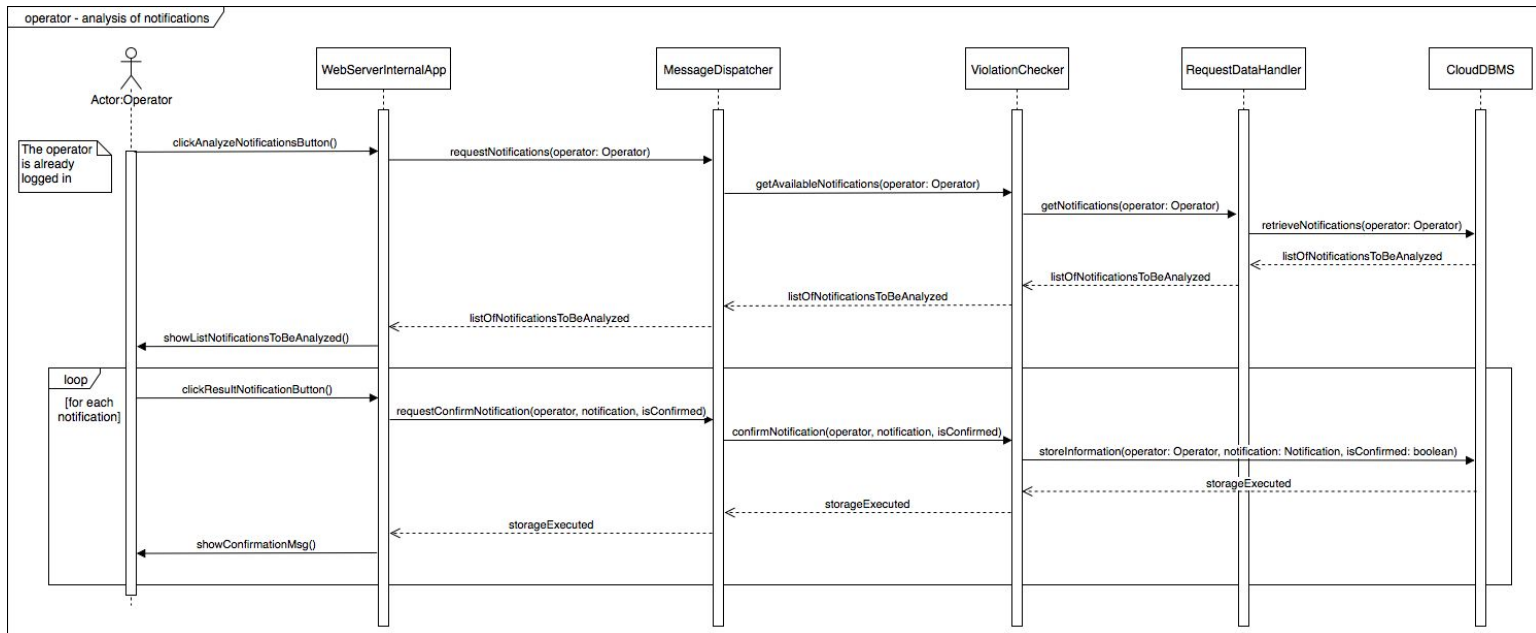 operator - analysis of notifications
Actor:Operator
WebServerInternalApp
MessageDispatcher
ViolationChecker
RequestDataHandler
CloudDBMS
The operator
is already
logged in
clickAnalyzeNotificationsButton()
requestNotifications(operator: Operator)
getAvailableNotifications(operator: Operator)
getNotifications(operator: Operator)
retrieveNotifications(operator: Operator)
listOfNotificationsToBeAnalyzed
listOfNotificationsToBeAnalyzed
listOfNotificationsToBeAnalyzed
listOfNotificationsToBeAnalyzed
showListNotificationsToBeAnalyzed()
loop
[for each
notification]
clickResultNotificationButton()
requestConfirmNotification(operator, notification, isConfirmed)
confirmNotification(operator, notification, isConfirmed)
storeInformation(operator: Operator, notification: Notification, isConfirmed: boolean)
storageExecuted
storageExecuted
storageExecuted
showConfirmationMsg()